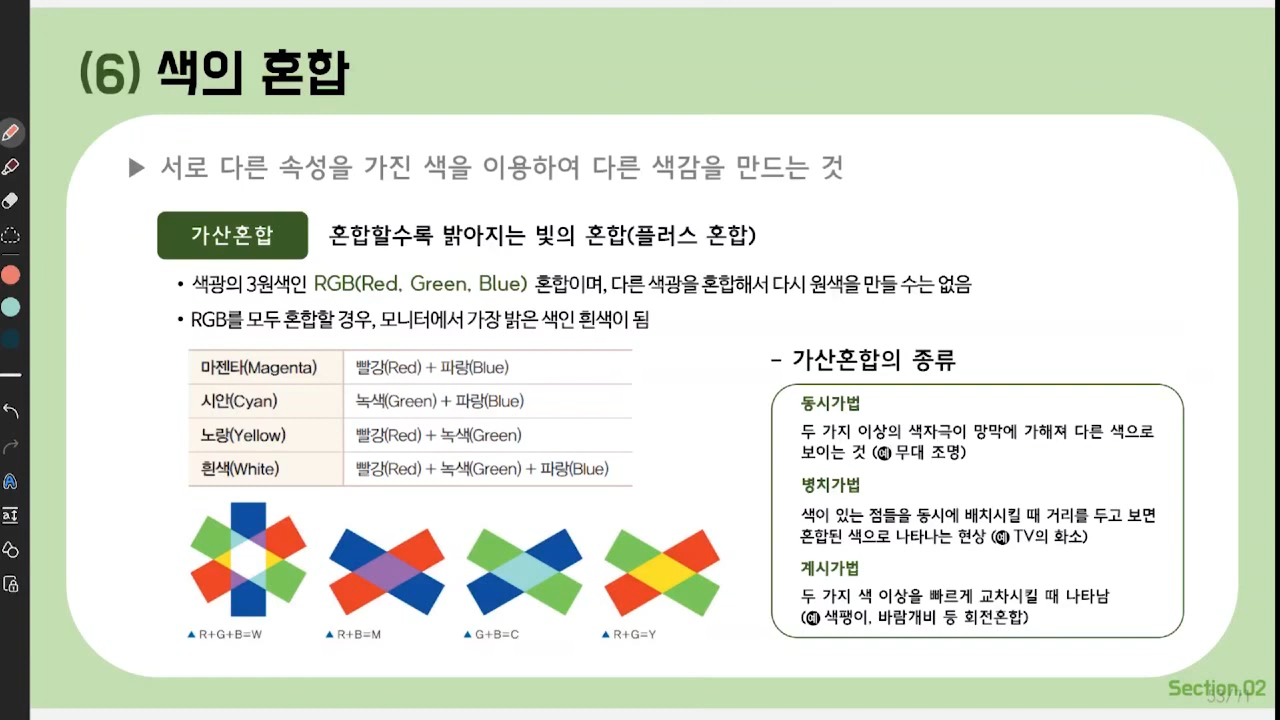 (6) 색의 혼합
▶ 서로 다른 속성을 가진 색을 이용하여 다른 색감을 만드는 것
가산혼합 혼합할수록 밝아지는 빛의 혼합(플러스 혼합)
• 색광의 3원색인 RGB(Red, Green, Blue) 혼합이며, 다른 색광을 혼합해서 다시 원색을 만들 수는 없음
• RGB를 모두 혼합할 경우, 모니터에서 가장 밝은 색인 흰색이 됨
마젠타(Magenta) 빨강(Red) + 파랑(Blue)
시안(Cyan) 녹색(Green) + 파랑(Blue)
노랑(Yellow) 빨강(Red) + 녹색(Green)
흰색(White) 빨강(Red) + 녹색(Green) + 파랑(Blue)
▲ R+G+B=W ▲ R+B=M ▲ G+B=C ▲ R+G=Y
– 가산혼합의 종류
동시가법
두 가지 이상의 색자극이 망막에 가해져 다른 색으로
보이는 것 (예 무대 조명)
병치가법
색이 있는 점들을 동시에 배치시킬 때 거리를 두고 보면
혼합된 색으로 나타나는 현상 (예 TV의 화소)
계시가법
두 가지 색 이상을 빠르게 교차시킬 때 나타남
(예 색팽이, 바람개비 등 회전혼합)
Section.02
53/71